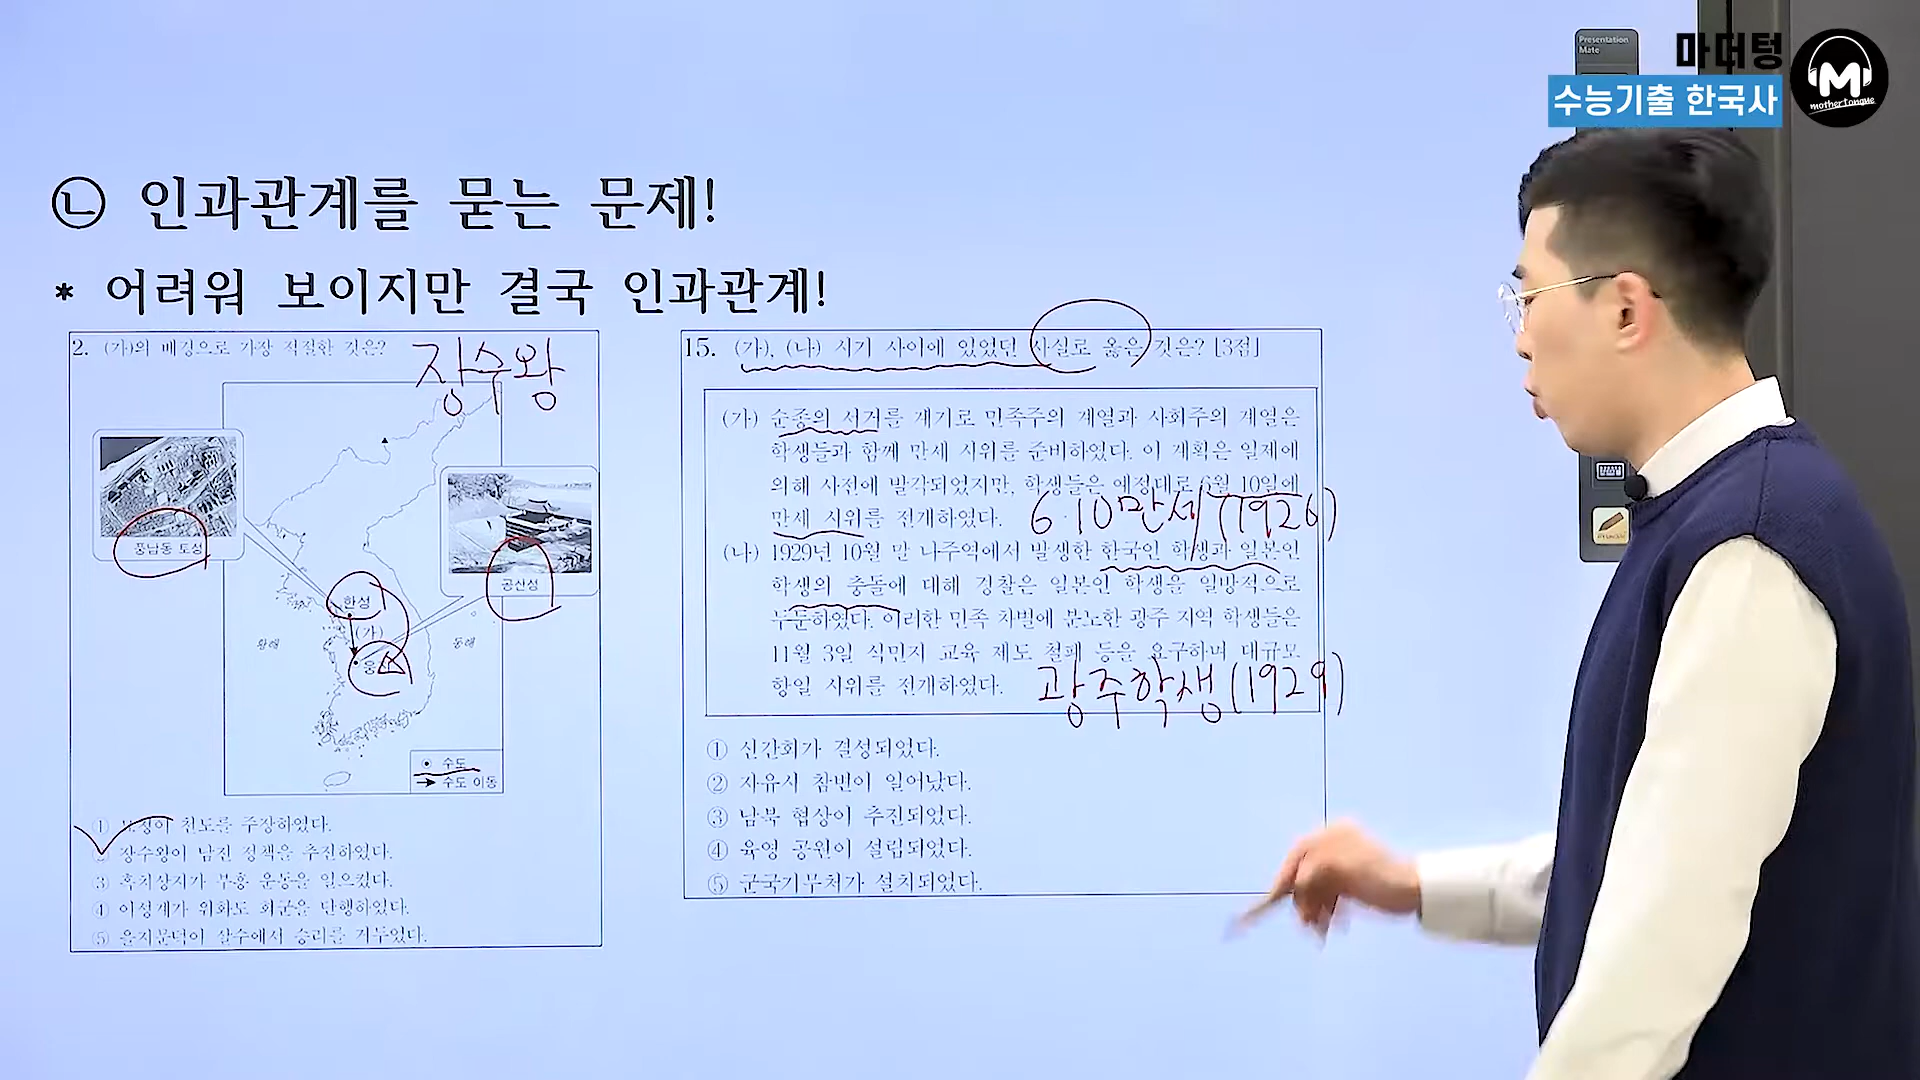 Presentation
Mate
마더텅
수능기출 한국사
M
mothertongue
㉡ 인과관계를 묻는 문제!
* 어려워 보이지만 결국 인과관계!
2. (가)의 배경으로 가장 적절한 것은?
장수왕
풍납동 토성
공산성
한성
(가)
웅진
황해
동해
수도
수도 이동
① 묘청이 천도를 주장하였다.
② 장수왕이 남진 정책을 추진하였다.
③ 흑치상지가 부흥 운동을 일으켰다.
④ 이성계가 위화도 회군을 단행하였다.
⑤ 을지문덕이 살수에서 승리를 거두었다.
15. (가), (나) 시기 사이에 있었던 사실로 옳은 것은? [3점]
(가) 순종의 서거를 계기로 민족주의 계열과 사회주의 계열은
학생들과 함께 만세 시위를 준비하였다. 이 계획은 일제에
의해 사전에 발각되었지만, 학생들은 예정대로 6월 10일에
만세 시위를 전개하였다.
6·10만세(1926)
(나) 1929년 10월 말 나주역에서 발생한 한국인 학생과 일본인
학생의 충돌에 대해 경찰은 일본인 학생을 일방적으로
두둔하였다. 이러한 민족 차별에 분노한 광주 지역 학생들은
11월 3일 식민지 교육 제도 철폐 등을 요구하며 대규모
항일 시위를 전개하였다.
광주학생(1929)
① 신간회가 결성되었다.
② 자유시 참변이 일어났다.
③ 남북 협상이 추진되었다.
④ 육영 공원이 설립되었다.
⑤ 군국기무처가 설치되었다.